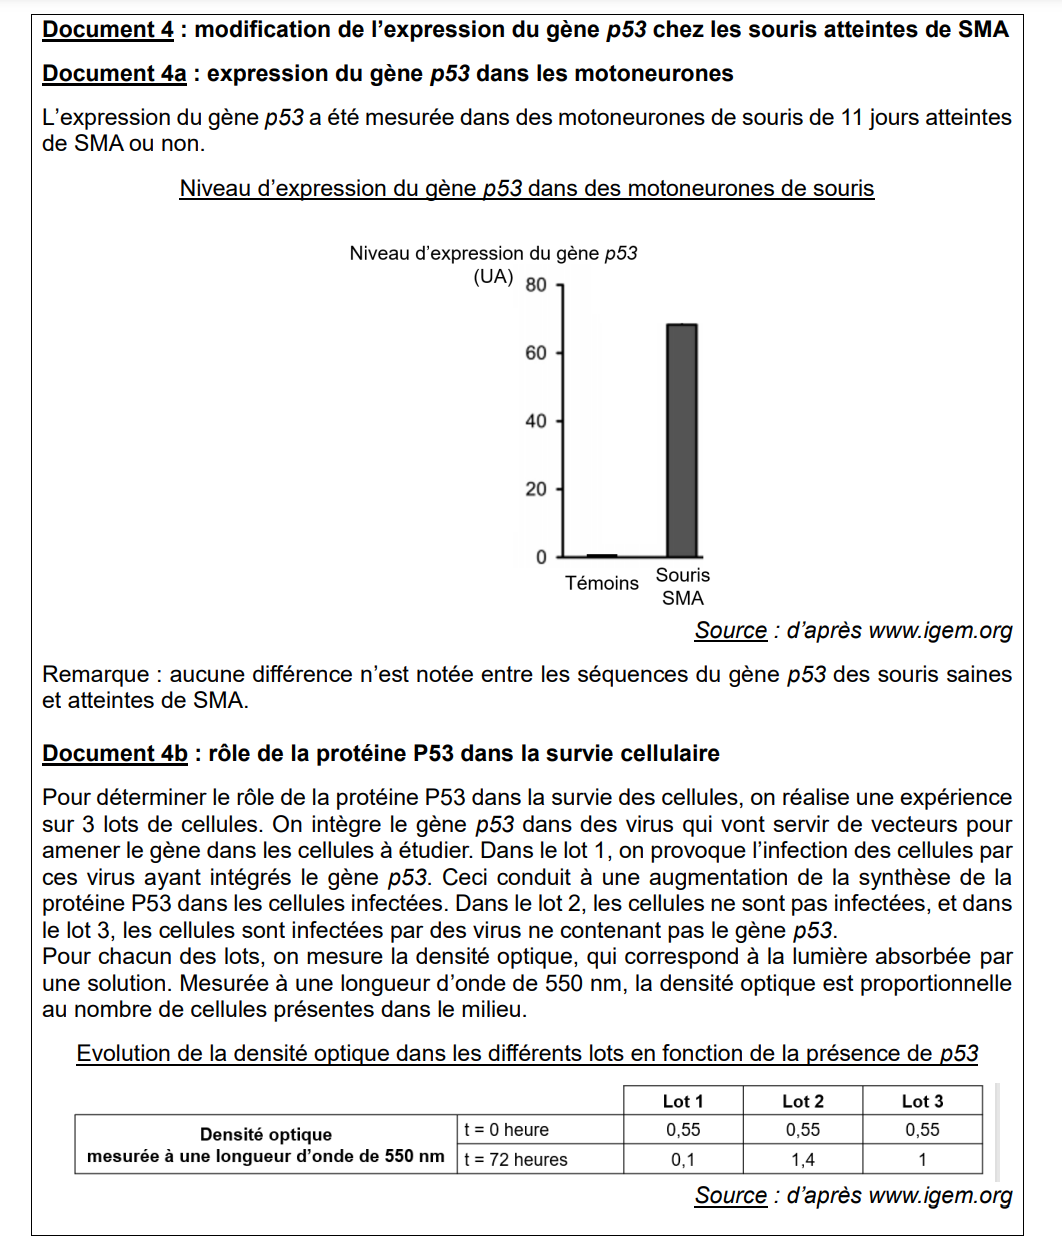 Document 4 : modification de l’expression du gène p53 chez les souris atteintes de SMA
Document 4a : expression du gène p53 dans les motoneurones
L’expression du gène p53 a été mesurée dans des motoneurones de souris de 11 jours atteintes
de SMA ou non.
Niveau d’expression du gène p53 dans des motoneurones de souris
Niveau d’expression du gène p53
(UA)
80
60
40
20
0
Témoins
Souris
SMA
Source : d’après www.igem.org
Remarque : aucune différence n’est notée entre les séquences du gène p53 des souris saines
et atteintes de SMA.
Document 4b : rôle de la protéine P53 dans la survie cellulaire
Pour déterminer le rôle de la protéine P53 dans la survie des cellules, on réalise une expérience
sur 3 lots de cellules. On intègre le gène p53 dans des virus qui vont servir de vecteurs pour
amener le gène dans les cellules à étudier. Dans le lot 1, on provoque l’infection des cellules par
ces virus ayant intégrés le gène p53. Ceci conduit à une augmentation de la synthèse de la
protéine P53 dans les cellules infectées. Dans le lot 2, les cellules ne sont pas infectées, et dans
le lot 3, les cellules sont infectées par des virus ne contenant pas le gène p53.
Pour chacun des lots, on mesure la densité optique, qui correspond à la lumière absorbée par
une solution. Mesurée à une longueur d’onde de 550 nm, la densité optique est proportionnelle
au nombre de cellules présentes dans le milieu.
Evolution de la densité optique dans les différents lots en fonction de la présence de p53
Lot 1 Lot 2 Lot 3
Densité optique
mesurée à une longueur d’onde de 550 nm
t = 0 heure 0,55 0,55 0,55
t = 72 heures 0,1 1,4 1
Source : d’après www.igem.org